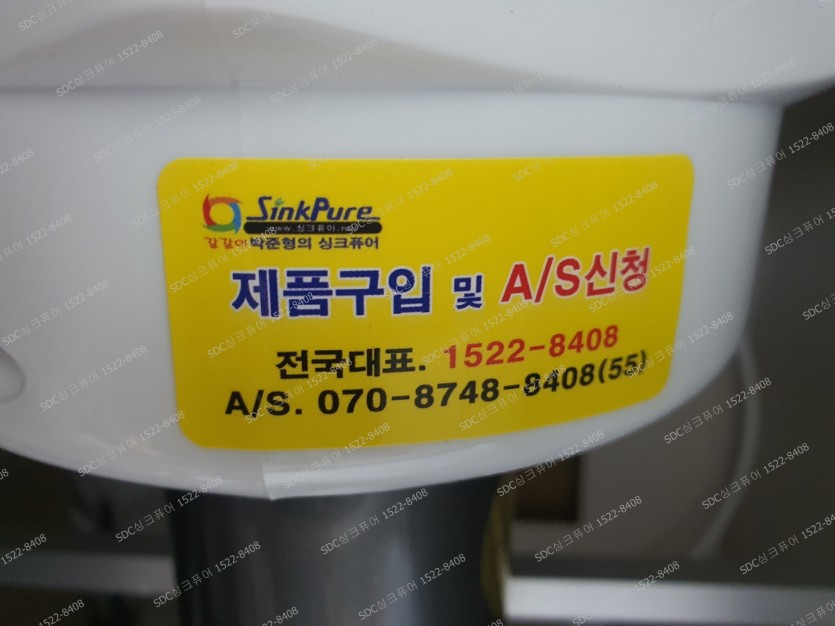 SinkPure
www.싱크퓨어.net
갈갈이 박준형의 싱크퓨어
제품구입 및 A/S신청
전국대표. 1522-8408
A/S. 070-8748-8408(55)
SDC싱크퓨어 1522-8408